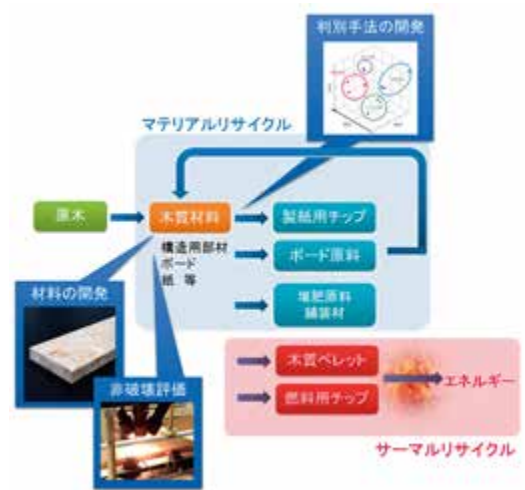 判別手法の開発
マテリアルリサイクル
原木
木質材料
製紙用チップ
構造用部材
ボード
紙 等
ボード原料
材料の開発
堆肥原料
舗装材
非破壊評価
木質ペレット
燃料用チップ
エネルギー
サーマルリサイクル